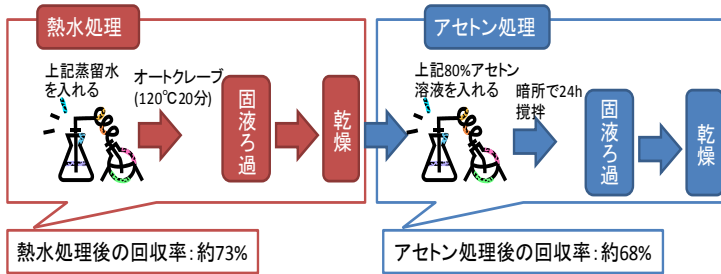 熱水処理
上記蒸留水
を入れる
オートクレーブ
(120℃20分)
固液ろ過
乾燥
熱水処理後の回収率：約73%
アセトン処理
上記80%アセトン
溶液を入れる
暗所で24h
撹拌
固液ろ過
乾燥
アセトン処理後の回収率：約68%